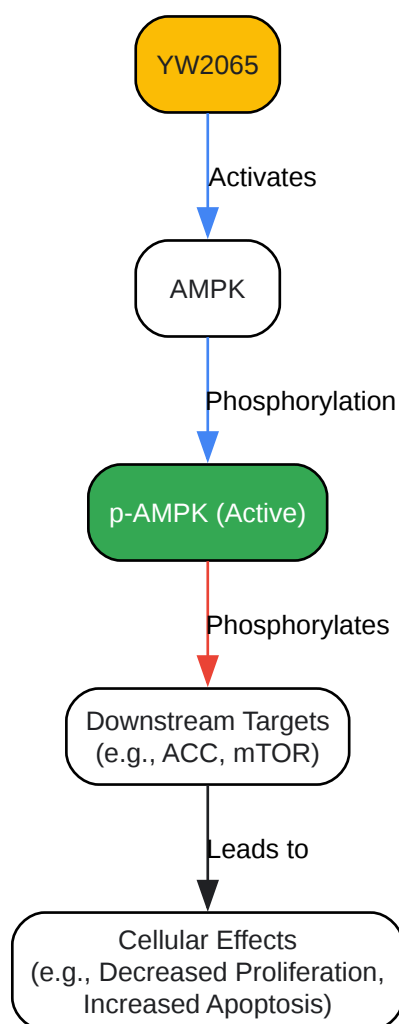 YW2065
Activates
AMPK
Phosphorylation
p-AMPK (Active)
Phosphorylates
Downstream Targets
(e.g., ACC, mTOR)
Leads to
Cellular Effects
(e.g., Decreased Proliferation,
Increased Apoptosis)